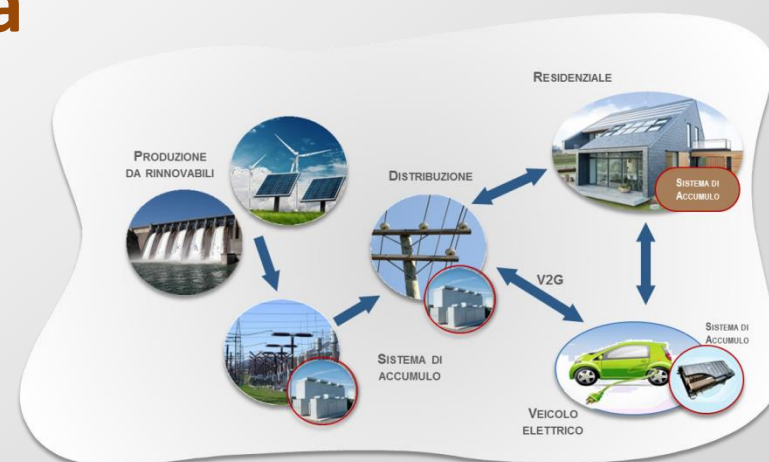 a
RESIDENZIALE
PRODUZIONE
DA RINNOVABILI
DISTRIBUZIONE
SISTEMA DI
ACCUMULO
V2G
SISTEMA DI
ACCUMULO
SISTEMA DI
ACCUMULO
VEICOLO
ELETTRICO